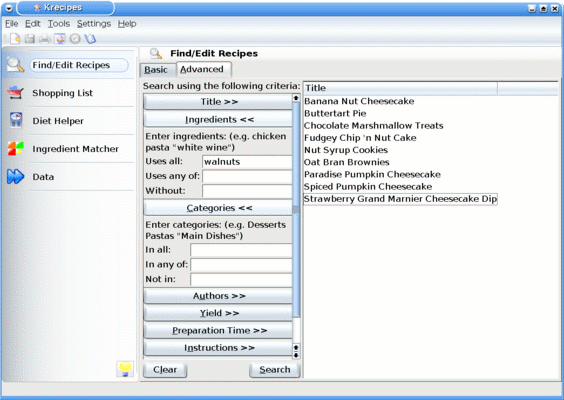 Krecipes
File Edit Tools Settings Help
Find/Edit Recipes
Shopping List
Diet Helper
Ingredient Matcher
Data
Find/Edit Recipes
Basic Advanced
Search using the following criteria:
Title >>
Ingredients <<
Enter ingredients: (e.g. chicken
pasta "white wine")
Uses all: walnuts
Uses any of:
Without:
Categories <<
Enter categories: (e.g. Desserts
Pastas "Main Dishes")
In all:
In any of:
Not in:
Authors >>
Yield >>
Preparation Time >>
Instructions >>
Clear Search
Title
Banana Nut Cheesecake
Buttertart Pie
Chocolate Marshmallow Treats
Fudgey Chip 'n Nut Cake
Nut Syrup Cookies
Oat Bran Brownies
Paradise Pumpkin Cheesecake
Spiced Pumpkin Cheesecake
Strawberry Grand Marnier Cheesecake Dip